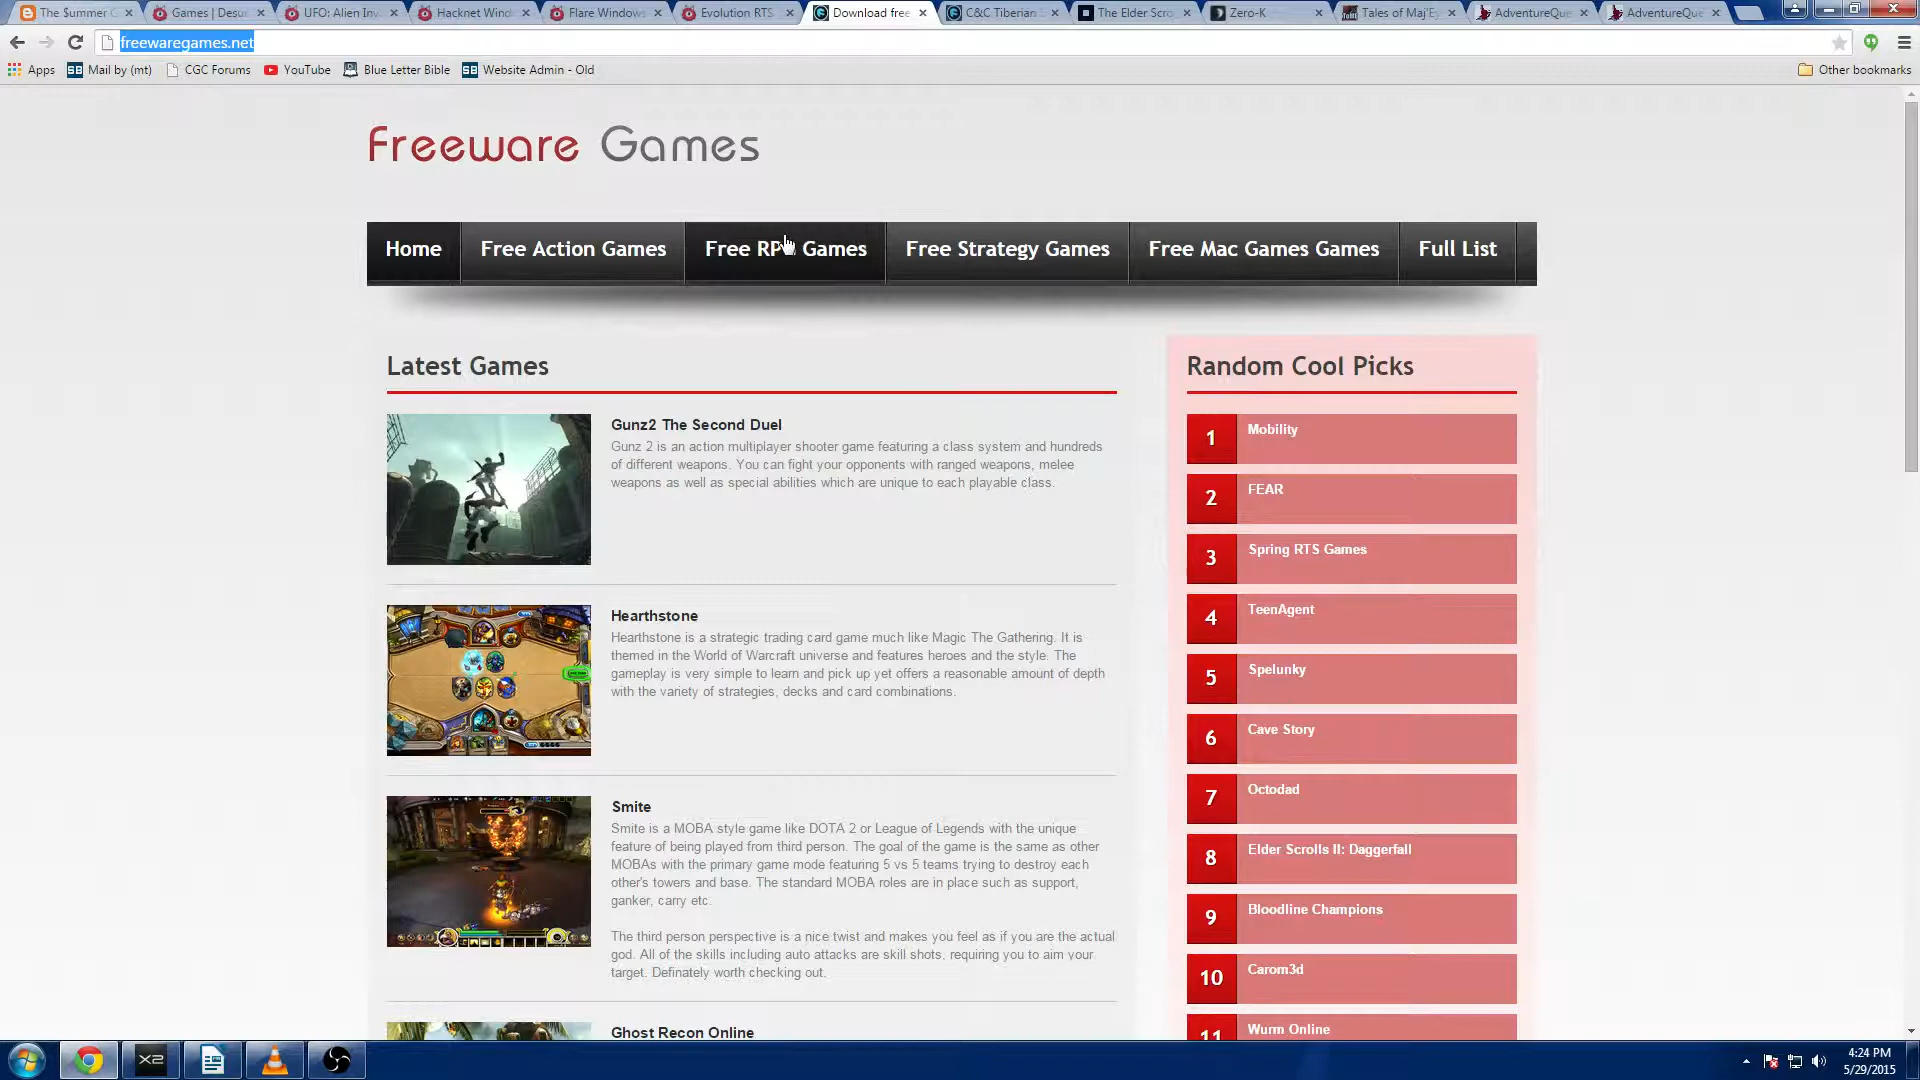 The $ummer G
Games | Desur
UFO: Alien Inv
Hacknet Wind
Flare Windows
Evolution RTS
Download free
C&C Tiberian
The Elder Scro
Zero-K
Tales of Maj'Ey
AdventureQue
AdventureQue
freewaregames.net
Apps
Mail by (mt)
CGC Forums
YouTube
Blue Letter Bible
Website Admin - Old
Other bookmarks
Freeware Games
Home
Free Action Games
Free RPG Games
Free Strategy Games
Free Mac Games Games
Full List
Latest Games
Gunz2 The Second Duel
Gunz 2 is an action multiplayer shooter game featuring a class system and hundreds
of different weapons. You can fight your opponents with ranged weapons, melee
weapons as well as special abilities which are unique to each playable class.
Hearthstone
Hearthstone is a strategic trading card game much like Magic The Gathering. It is
themed in the World of Warcraft universe and features heroes and the style. The
gameplay is very simple to learn and pick up yet offers a reasonable amount of depth
with the variety of strategies, decks and card combinations.
Smite
Smite is a MOBA style game like DOTA 2 or League of Legends with the unique
feature of being played from third person. The goal of the game is the same as other
MOBAs with the primary game mode featuring 5 vs 5 teams trying to destroy each
other's towers and base. The standard MOBA roles are in place such as support,
ganker, carry etc.
The third person perspective is a nice twist and makes you feel as if you are the actual
god. All of the skills including auto attacks are skill shots, requiring you to aim your
target. Definately worth checking out.
Ghost Recon Online
Random Cool Picks
1 Mobility
2 FEAR
3 Spring RTS Games
4 TeenAgent
5 Spelunky
6 Cave Story
7 Octodad
8 Elder Scrolls II: Daggerfall
9 Bloodline Champions
10 Carom3d
11 Wurm Online
X2
4:24 PM
5/29/2015